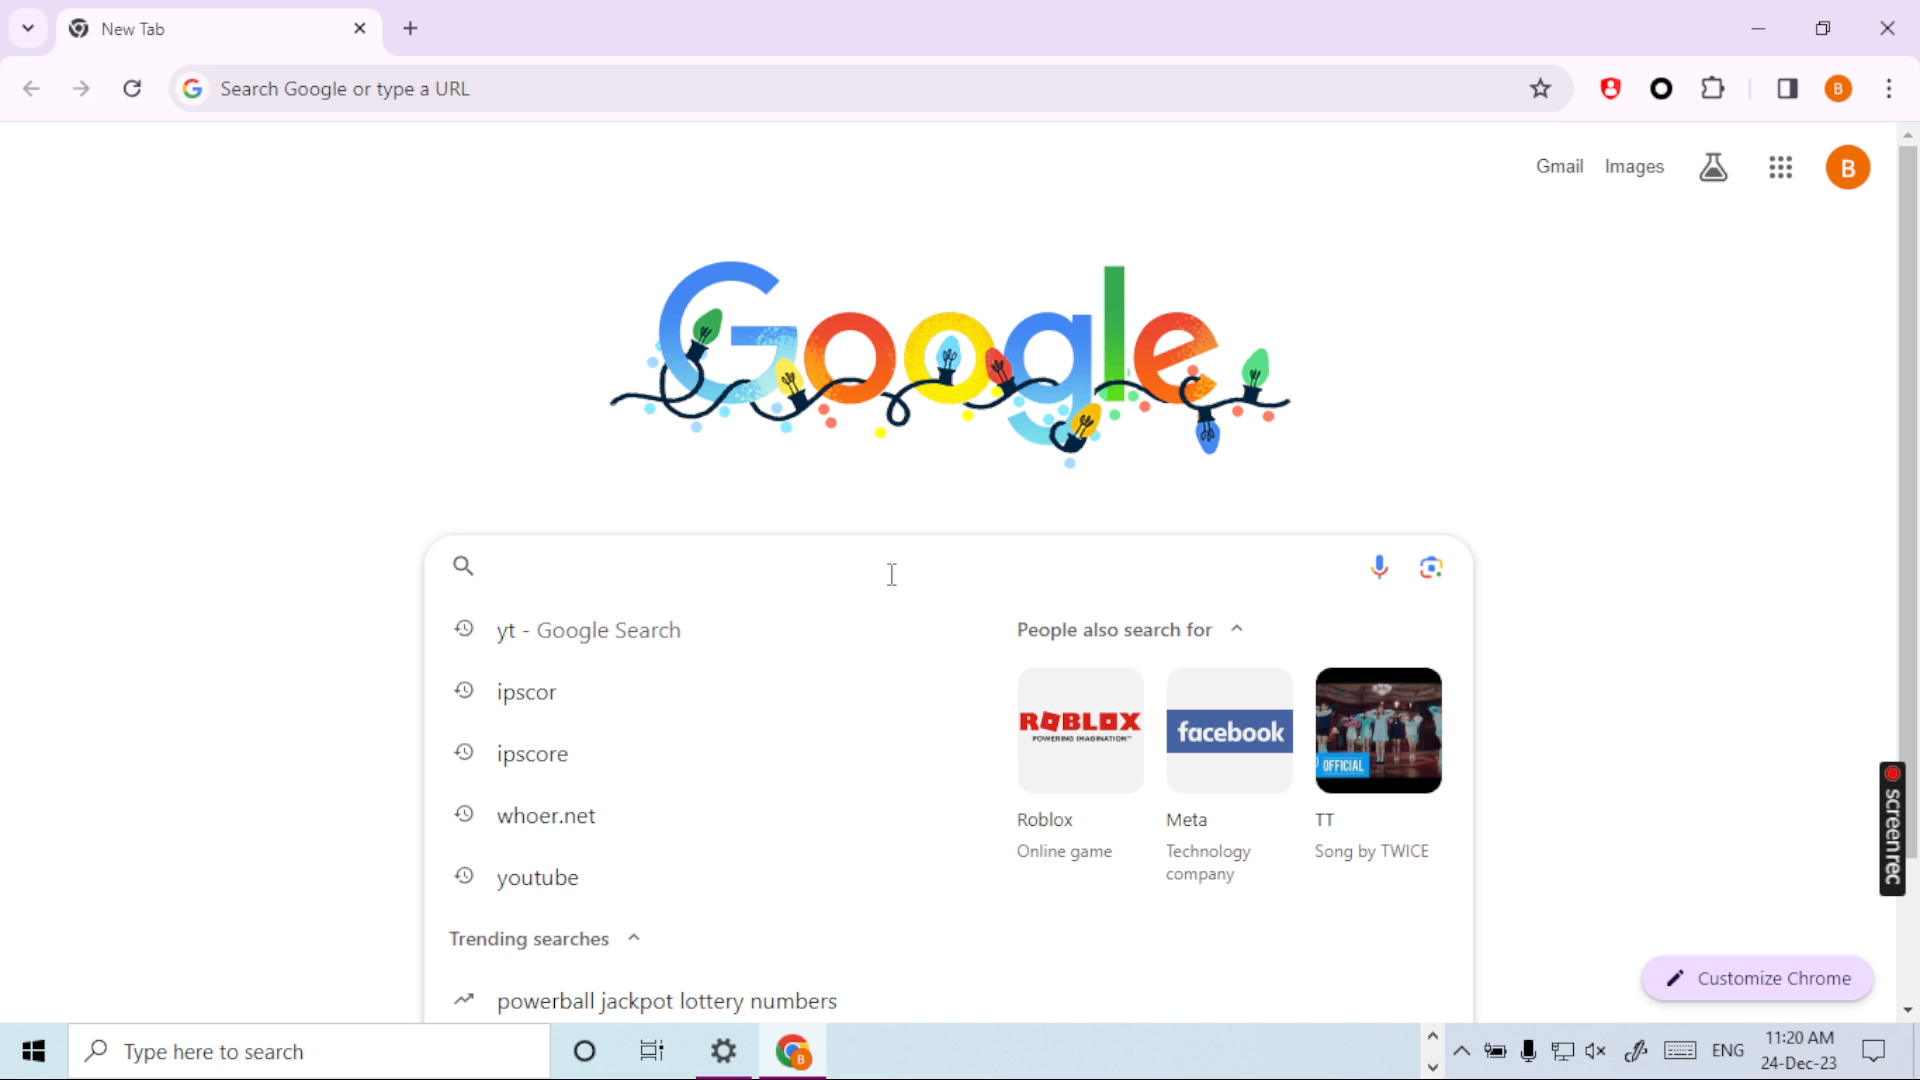 New Tab
Search Google or type a URL
B
Gmail Images B
Google
yt - Google Search
ipscor
ipscore
whoer.net
youtube
Trending searches
powerball jackpot lottery numbers
People also search for
ROBLOX
POWERING IMAGINATION™
facebook
OFFICIAL
Roblox
Online game
Meta
Technology
company
TT
Song by TWICE
screenrec
Customize Chrome
Type here to search
B
ENG
11:20 AM
24-Dec-23